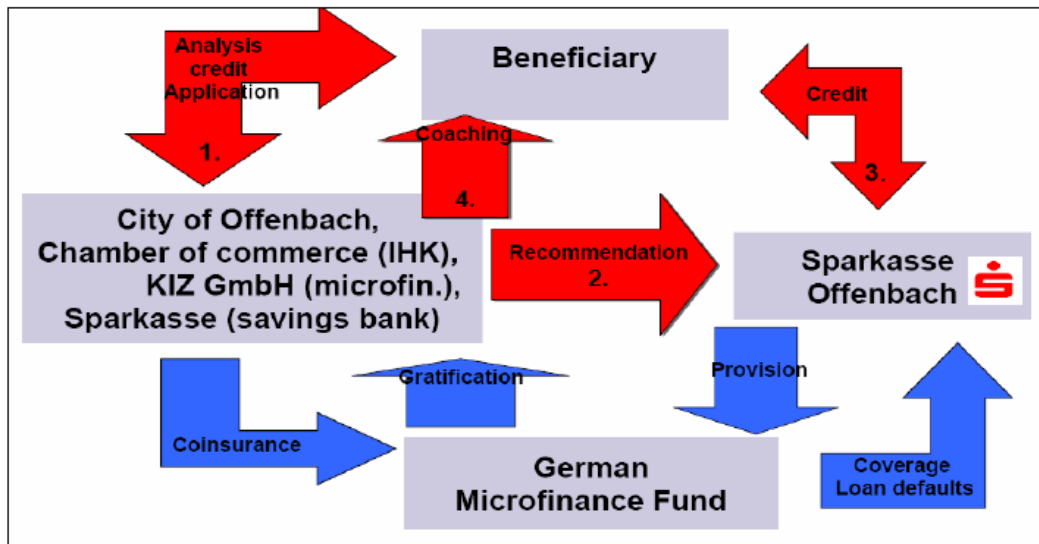 Analysis
credit
Application
1.
Beneficiary
Credit
3.
Coaching
4.
City of Offenbach,
Chamber of commerce (IHK),
KIZ GmbH (microfin.),
Sparkasse (savings bank)
Recommendation
2.
Sparkasse
Offenbach
Gratification
Provision
Coinsurance
German
Microfinance Fund
Coverage
Loan defaults